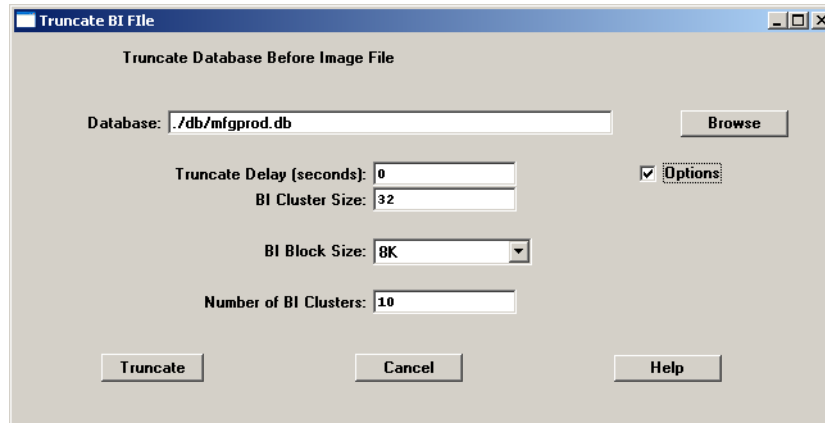 Truncate BI FIle
Truncate Database Before Image File
Database: ./db/mfgprod.db Browse
Truncate Delay (seconds): 0 Options
BI Cluster Size: 32
BI Block Size: 8K
Number of BI Clusters: 10
Truncate Cancel Help